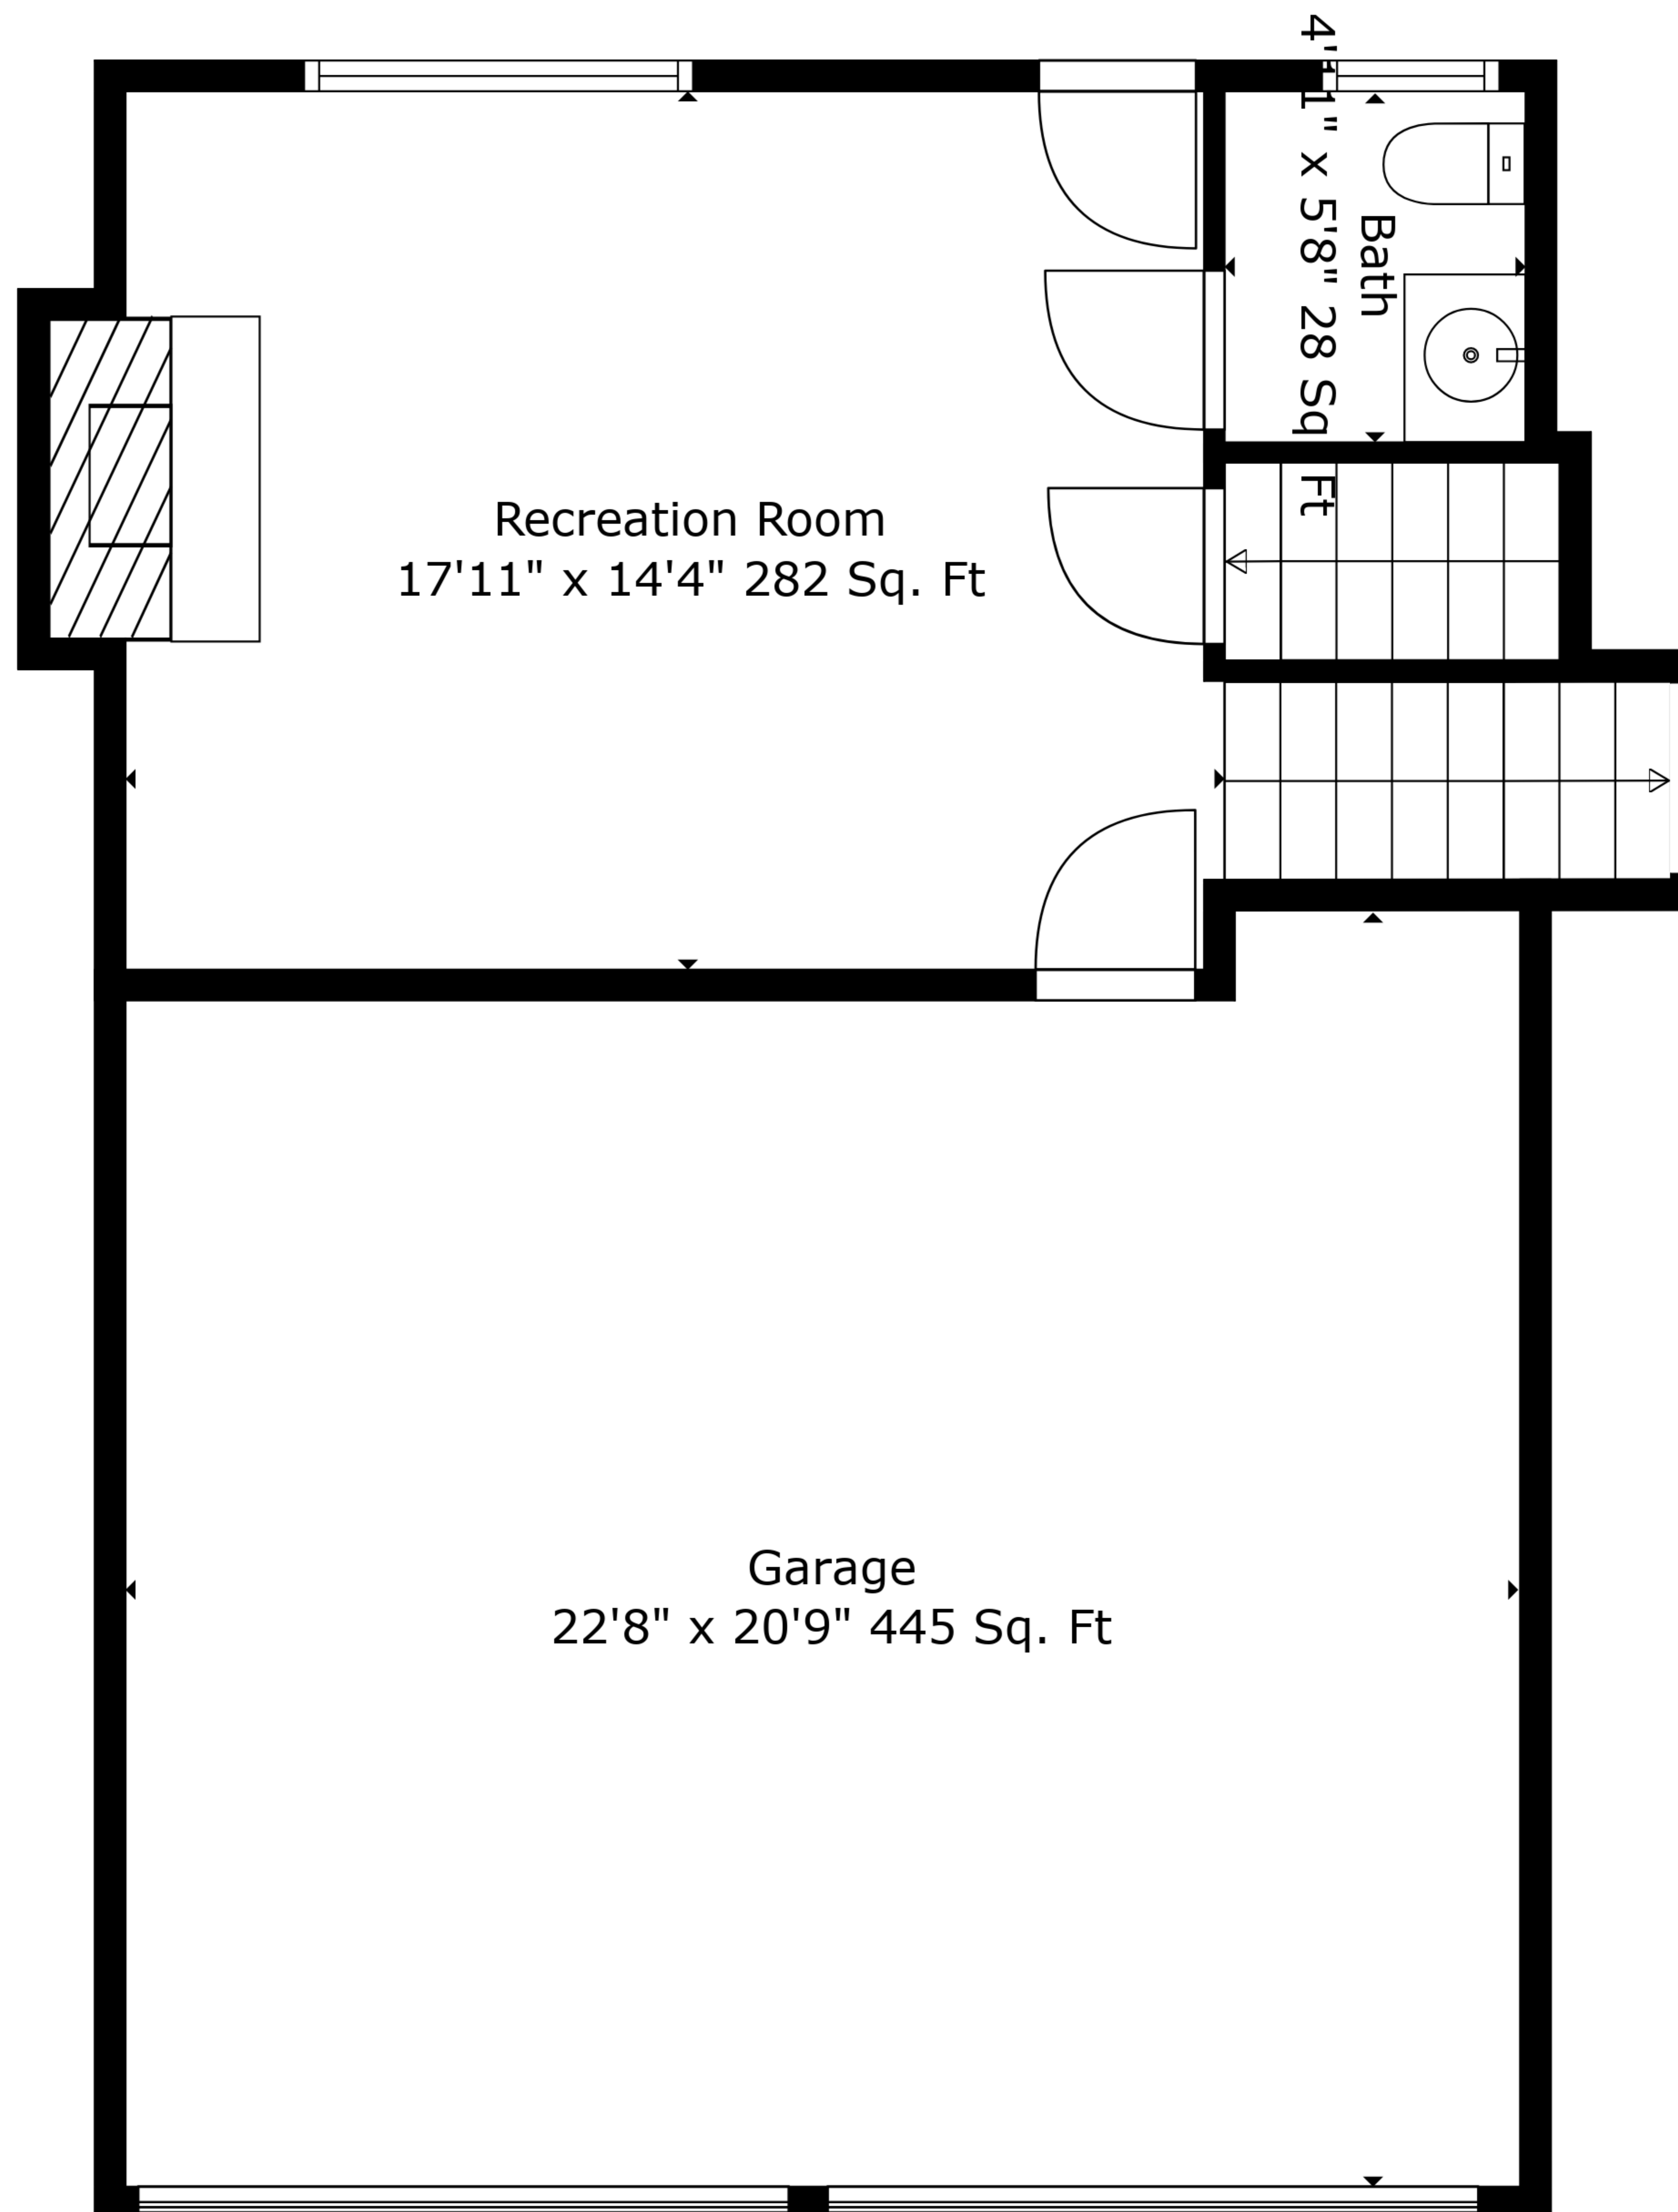 Bath
4'11" x 5'8" 28 Sq. Ft
Recreation Room
17'11" x 14'4" 282 Sq. Ft
Garage
22'8" x 20'9" 445 Sq. Ft